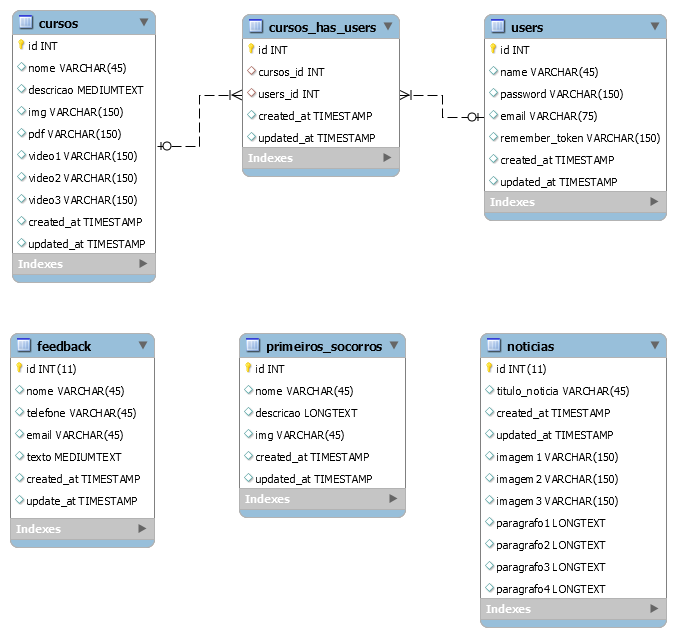 cursos
id INT
nome VARCHAR(45)
descricao MEDIUMTEXT
img VARCHAR(150)
pdf VARCHAR(150)
video1 VARCHAR(150)
video2 VARCHAR(150)
video3 VARCHAR(150)
created_at TIMESTAMP
updated_at TIMESTAMP
Indexes
cursos_has_users
id INT
cursos_id INT
users_id INT
created_at TIMESTAMP
updated_at TIMESTAMP
Indexes
users
id INT
name VARCHAR(45)
password VARCHAR(150)
email VARCHAR(75)
remember_token VARCHAR(150)
created_at TIMESTAMP
updated_at TIMESTAMP
Indexes
feedback
id INT(11)
nome VARCHAR(45)
telefone VARCHAR(45)
email VARCHAR(45)
texto MEDIUMTEXT
created_at TIMESTAMP
update_at TIMESTAMP
Indexes
primeiros_socorros
id INT
nome VARCHAR(45)
descricao LONGTEXT
img VARCHAR(45)
created_at TIMESTAMP
updated_at TIMESTAMP
Indexes
noticias
id INT(11)
titulo_noticia VARCHAR(45)
created_at TIMESTAMP
updated_at TIMESTAMP
imagem1 VARCHAR(150)
imagem2 VARCHAR(150)
imagem3 VARCHAR(150)
paragrafo1 LONGTEXT
paragrafo2 LONGTEXT
paragrafo3 LONGTEXT
paragrafo4 LONGTEXT
Indexes